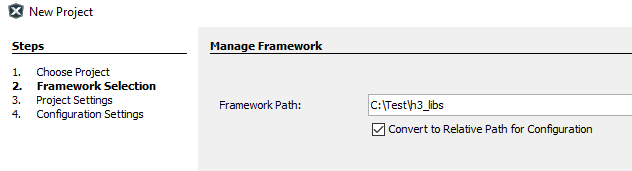 New Project
Steps
1. Choose Project
2. Framework Selection
3. Project Settings
4. Configuration Settings
Manage Framework
Framework Path: C:\Test\h3_libs
Convert to Relative Path for Configuration